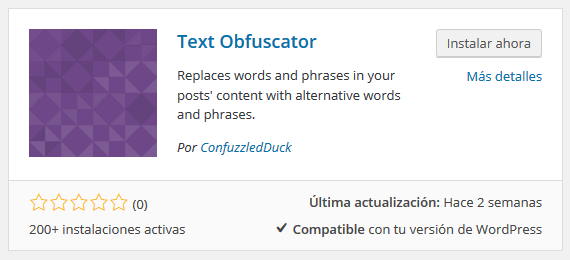 Text Obfuscator
Instalar ahora
Más detalles
Replaces words and phrases in your
posts' content with alternative words
and phrases.
Por ConfuzzledDuck
(0)
Última actualización: Hace 2 semanas
200+ instalaciones activas
Compatible con tu versión de WordPress